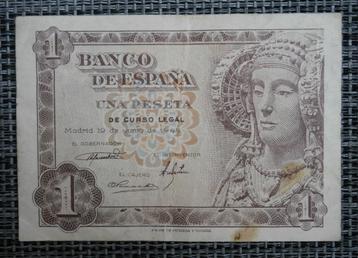 1
BANCO
DE ESPAÑA
UNA PESETA
DE CURSO LEGAL
Madrid 19 de Junio de 1948
EL GOBERNADOR
EL INTERVENTOR
EL CAJERO
1
1